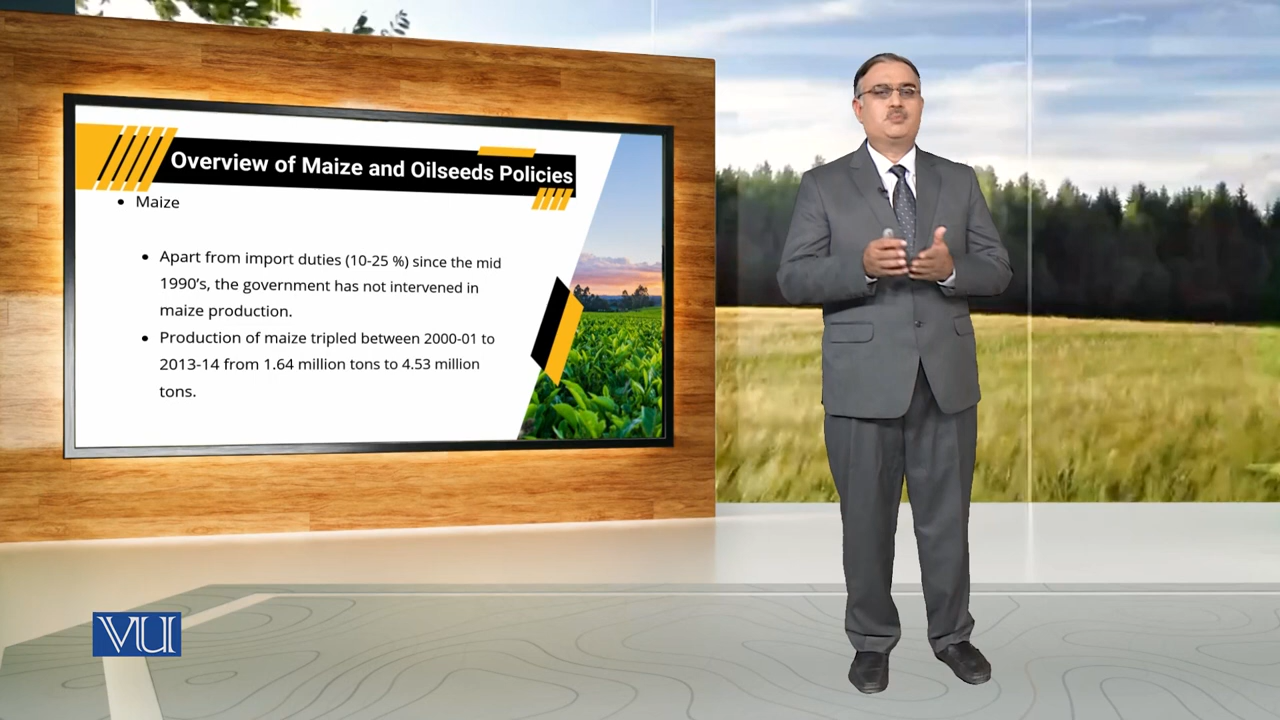 Overview of Maize and Oilseeds Policies
• Maize
• Apart from import duties (10-25 %) since the mid
1990's, the government has not intervened in
maize production.
• Production of maize tripled between 2000-01 to
2013-14 from 1.64 million tons to 4.53 million
tons.
VU